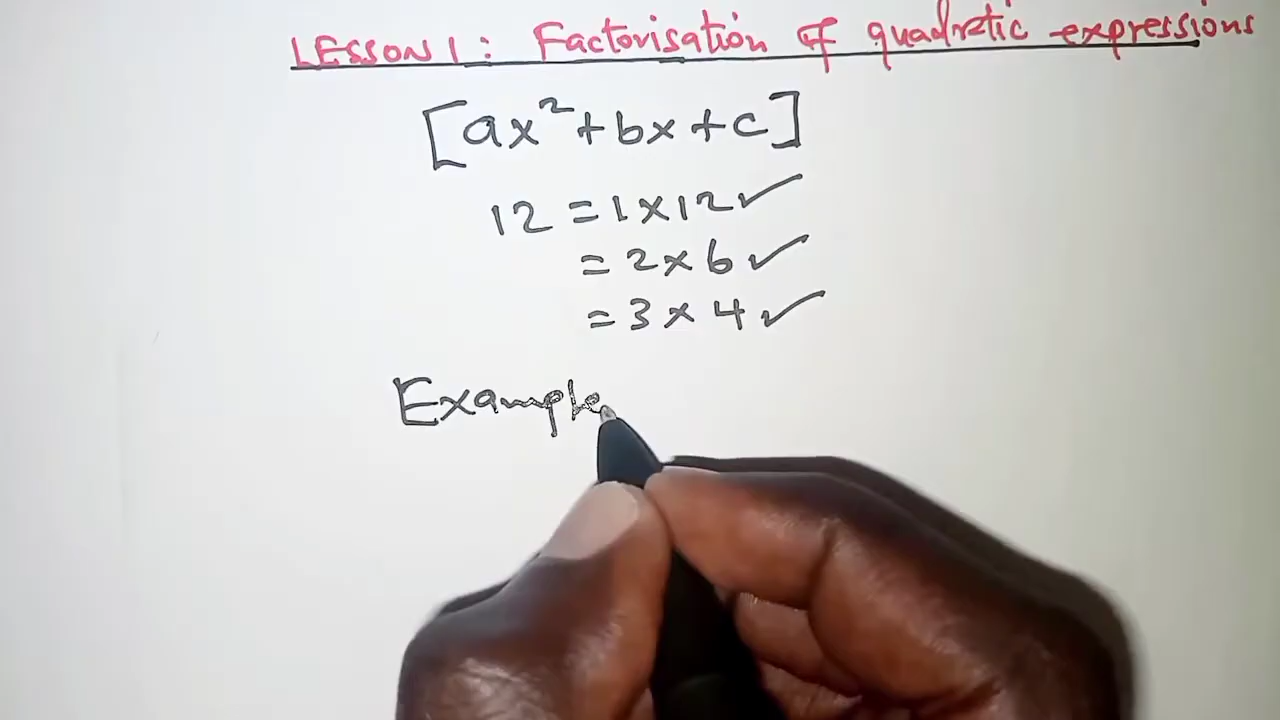 LESSON 1: Factorisation of quadratic expressions
[ax²+bx+c]
12 = 1×12✓
= 2×6✓
= 3×4✓
Example